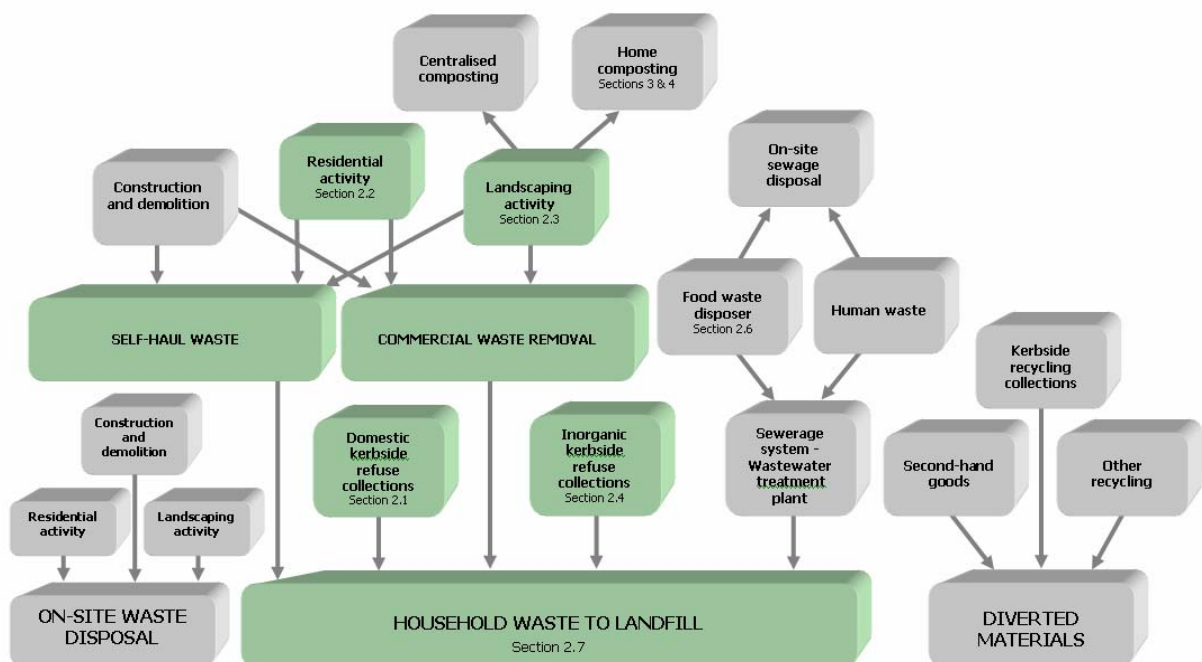 Centralised
composting
Home
composting
Sections 3 & 4
Residential
activity
Section 2.2
On-site
sewage
disposal
Construction
and demolition
Landscaping
activity
Section 2.3
Food waste
disposer
Section 2.6
Human waste
SELF-HAUL WASTE
COMMERCIAL WASTE REMOVAL
Kerbside
recycling
collections
Construction
and
demolition
Domestic
kerbside
refuse
collections
Section 2.1
Inorganic
kerbside
refuse
collections
Section 2.4
Sewerage
system -
Wastewater
treatment
plant
Second-hand
goods
Other
recycling
Residential
activity
Landscaping
activity
ON-SITE WASTE
DISPOSAL
HOUSEHOLD WASTE TO LANDFILL
Section 2.7
DIVERTED
MATERIALS